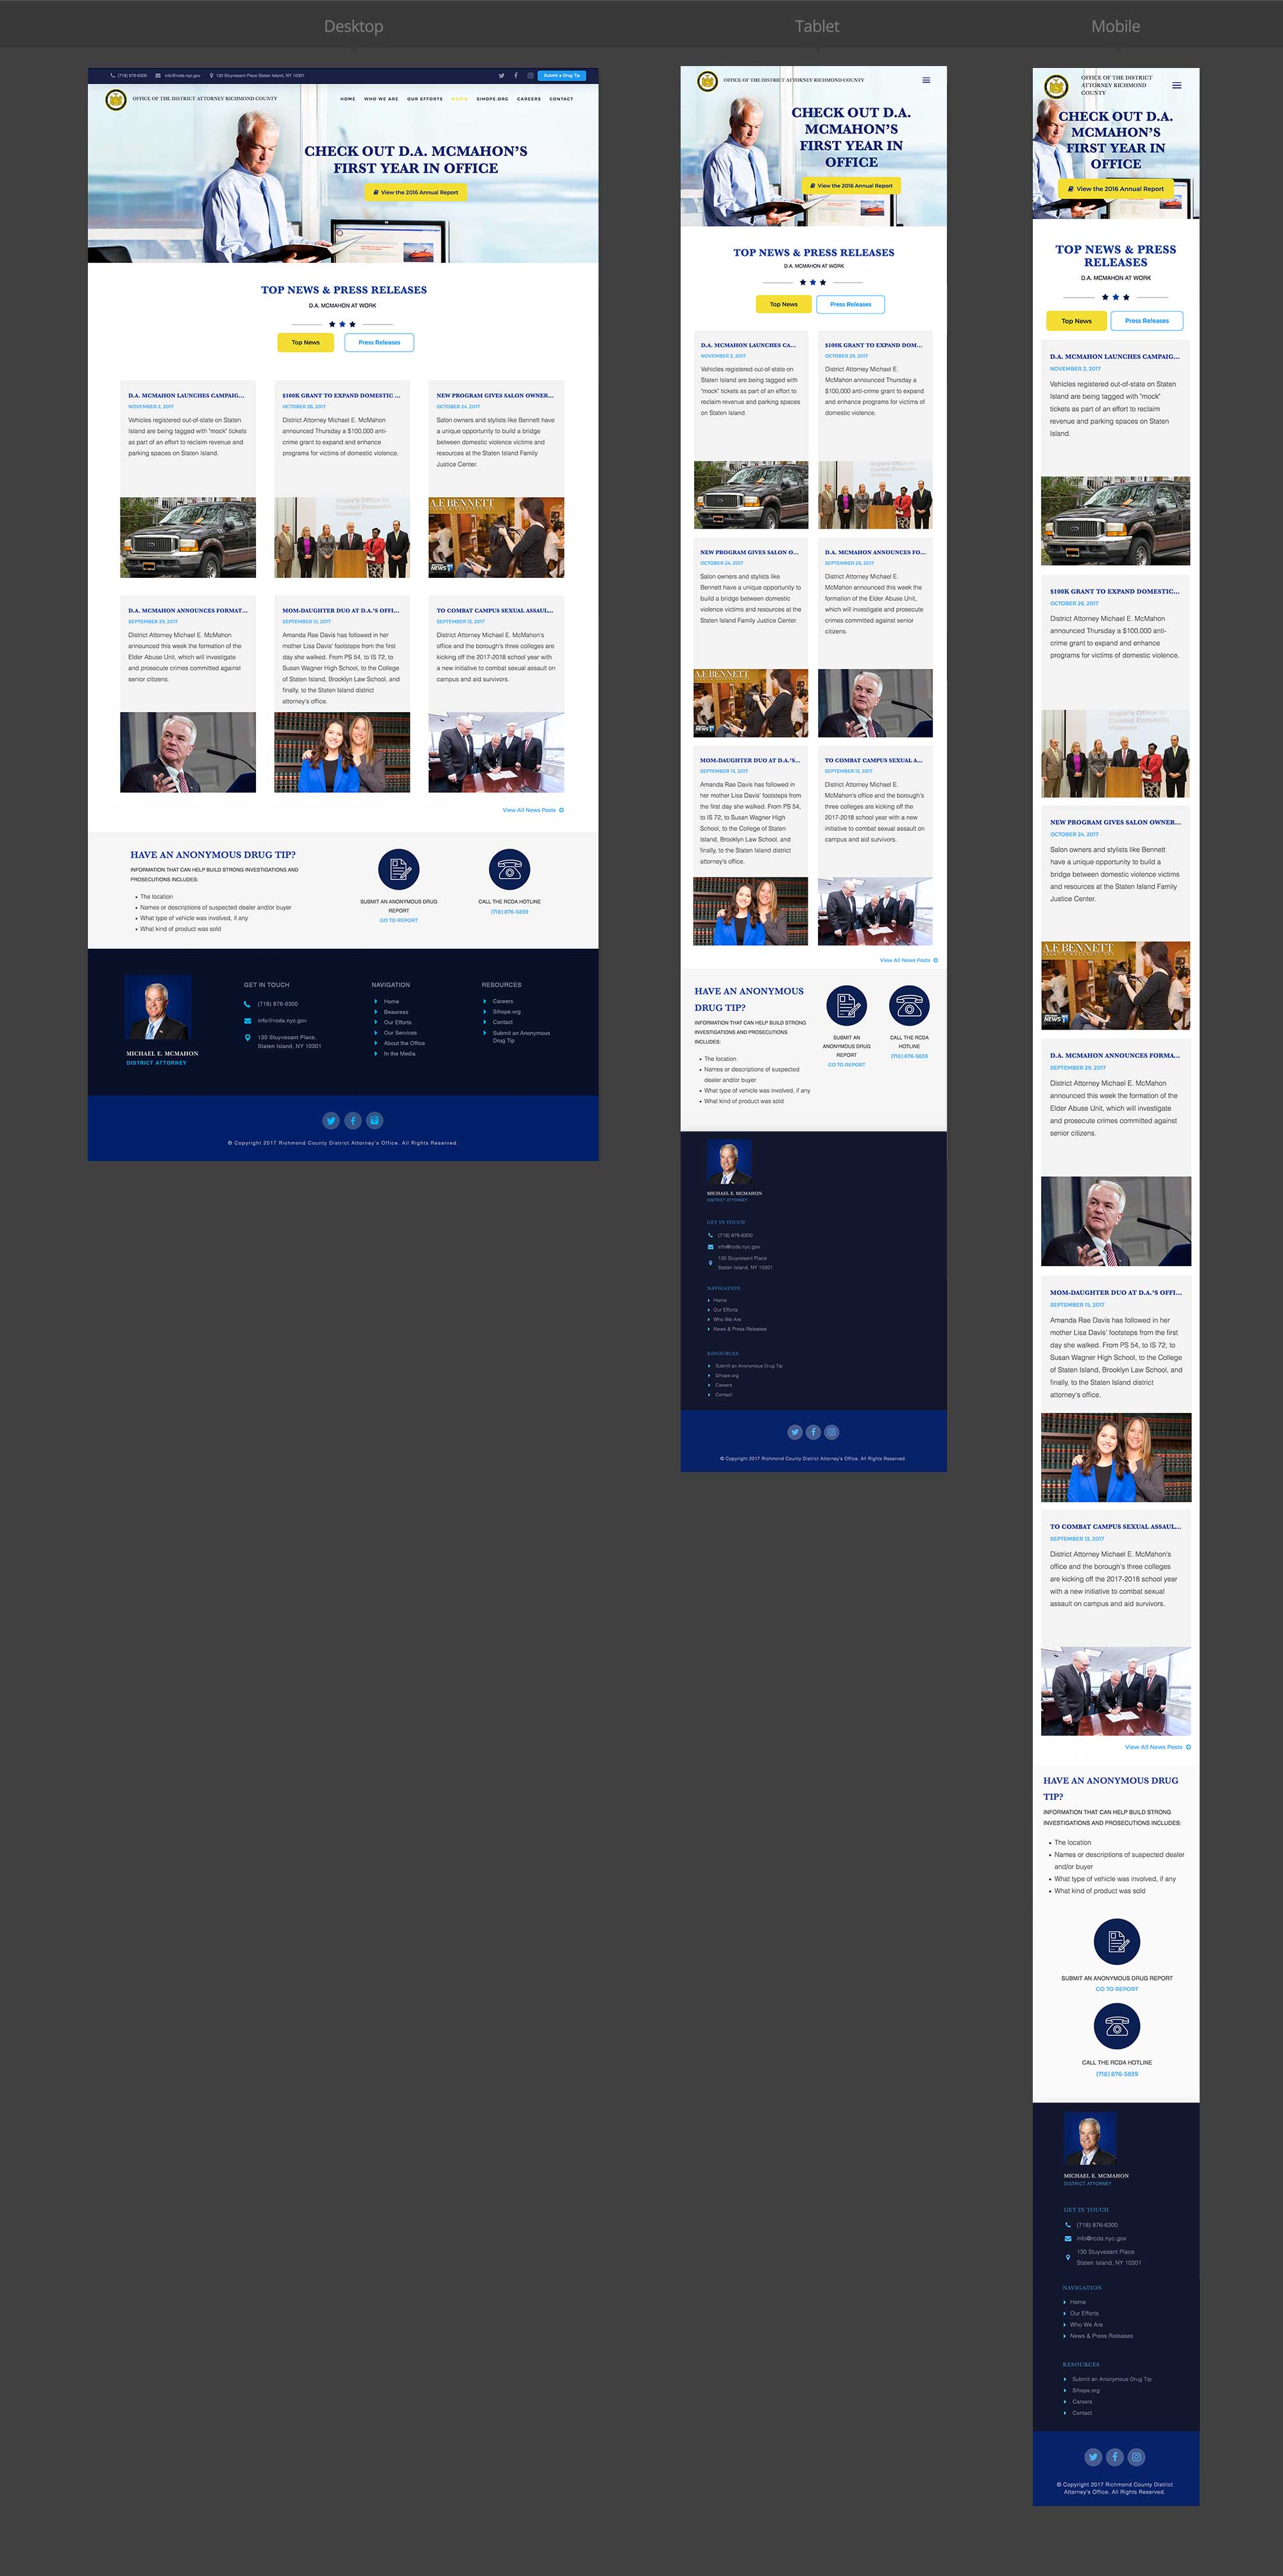 Desktop
Tablet
Mobile
(718) 876-6300
info@rcda.nyc.gov
130 Stuyvesant Place Staten Island, NY 10301
Submit a Drug Tip
OFFICE OF THE DISTRICT ATTORNEY RICHMOND COUNTY
HOME WHO WE ARE OUR EFFORTS MEDIA SIHOPE.ORG CAREERS CONTACT
CHECK OUT D.A. MCMAHON'S
FIRST YEAR IN OFFICE
View the 2016 Annual Report
TOP NEWS & PRESS RELEASES
D.A. MCMAHON AT WORK
Top News
Press Releases
D.A. MCMAHON LAUNCHES CAMPAIG...
NOVEMBER 2, 2017
Vehicles registered out-of-state on Staten
Island are being tagged with "mock" tickets
as part of an effort to reclaim revenue and
parking spaces on Staten Island.
$100K GRANT TO EXPAND DOMESTIC ...
OCTOBER 26, 2017
District Attorney Michael E. McMahon
announced Thursday a $100,000 anti-
crime grant to expand and enhance
programs for victims of domestic violence.
Mayor's Office to
Combat Domestic
Violence
NEW PROGRAM GIVES SALON OWNER...
OCTOBER 24, 2017
Salon owners and stylists like Bennett have
a unique opportunity to build a bridge
between domestic violence victims and
resources at the Staten Island Family
Justice Center.
A.F. BENNETT
NEWS
D.A. MCMAHON ANNOUNCES FORMAT...
SEPTEMBER 29, 2017
District Attorney Michael E. McMahon
announced this week the formation of the
Elder Abuse Unit, which will investigate
and prosecute crimes committed against
senior citizens.
MOM-DAUGHTER DUO AT D.A.'S OFFI...
SEPTEMBER 15, 2017
Amanda Rae Davis has followed in her
mother Lisa Davis' footsteps from the first
day she walked. From PS 54, to IS 72, to
Susan Wagner High School, to the College
of Staten Island, Brooklyn Law School, and
finally, to the Staten Island district
attorney's office.
TO COMBAT CAMPUS SEXUAL ASSAUL...
SEPTEMBER 13, 2017
District Attorney Michael E. McMahon's
office and the borough's three colleges are
kicking off the 2017-2018 school year with
a new initiative to combat sexual assault on
campus and aid survivors.
View All News Posts
HAVE AN ANONYMOUS DRUG TIP?
INFORMATION THAT CAN HELP BUILD STRONG INVESTIGATIONS AND
PROSECUTIONS INCLUDES:
• The location
• Names or descriptions of suspected dealer and/or buyer
• What type of vehicle was involved, if any
• What kind of product was sold
SUBMIT AN ANONYMOUS DRUG
REPORT
GO TO REPORT
CALL THE RCDA HOTLINE
(718) 876-5839
MICHAEL E. MCMAHON
DISTRICT ATTORNEY
GET IN TOUCH
(718) 876-6300
info@rcda.nyc.gov
130 Stuyvesant Place,
Staten Island, NY 10301
NAVIGATION
Home
Beaureas
Our Efforts
Our Services
About the Office
In the Media
RESOURCES
Careers
Sihope.org
Contact
Submit an Anonymous
Drug Tip
© Copyright 2017 Richmond County District Attorney's Office. All Rights Reserved.
OFFICE OF THE DISTRICT ATTORNEY RICHMOND COUNTY
CHECK OUT D.A.
MCMAHON'S
FIRST YEAR IN
OFFICE
View the 2016 Annual Report
TOP NEWS & PRESS RELEASES
D.A. MCMAHON AT WORK
Top News
Press Releases
D.A. MCMAHON LAUNCHES CA...
NOVEMBER 2, 2017
Vehicles registered out-of-state on
Staten Island are being tagged with
"mock" tickets as part of an effort to
reclaim revenue and parking spaces
on Staten Island.
$100K GRANT TO EXPAND DOM...
OCTOBER 26, 2017
District Attorney Michael E.
McMahon announced Thursday a
$100,000 anti-crime grant to expand
and enhance programs for victims of
domestic violence.
Mayor's Office to
Combat Domestic
Violence
NEW PROGRAM GIVES SALON O...
OCTOBER 24, 2017
Salon owners and stylists like
Bennett have a unique opportunity to
build a bridge between domestic
violence victims and resources at the
Staten Island Family Justice Center.
A.F. BENNETT
NEWS
D.A. MCMAHON ANNOUNCES FO...
SEPTEMBER 29, 2017
District Attorney Michael E.
McMahon announced this week the
formation of the Elder Abuse Unit,
which will investigate and prosecute
crimes committed against senior
citizens.
MOM-DAUGHTER DUO AT D.A.'S...
SEPTEMBER 15, 2017
Amanda Rae Davis has followed in
her mother Lisa Davis' footsteps from
the first day she walked. From PS 54,
to IS 72, to Susan Wagner High
School, to the College of Staten
Island, Brooklyn Law School, and
finally, to the Staten Island district
attorney's office.
TO COMBAT CAMPUS SEXUAL A...
SEPTEMBER 13, 2017
District Attorney Michael E.
McMahon's office and the borough's
three colleges are kicking off the
2017-2018 school year with a new
initiative to combat sexual assault on
campus and aid survivors.
View All News Posts
HAVE AN ANONYMOUS
DRUG TIP?
INFORMATION THAT CAN HELP BUILD STRONG
INVESTIGATIONS AND PROSECUTIONS
INCLUDES:
• The location
• Names or descriptions of suspected
dealer and/or buyer
• What type of vehicle was involved, if any
• What kind of product was sold
SUBMIT AN
ANONYMOUS DRUG
REPORT
GO TO REPORT
CALL THE RCDA
HOTLINE
(718) 876-5839
MICHAEL E. MCMAHON
DISTRICT ATTORNEY
GET IN TOUCH
(718) 876-6300
info@rcda.nyc.gov
130 Stuyvesant Place
Staten Island, NY 10301
NAVIGATION
Home
Our Efforts
Who We Are
News & Press Releases
RESOURCES
Submit an Anonymous Drug Tip
Sihope.org
Careers
Contact
© Copyright 2017 Richmond County District Attorney's Office. All Rights Reserved.
OFFICE OF THE DISTRICT
ATTORNEY RICHMOND
COUNTY
CHECK OUT D.A.
MCMAHON'S
FIRST YEAR IN
OFFICE
View the 2016 Annual Report
TOP NEWS & PRESS
RELEASES
D.A. MCMAHON AT WORK
Top News
Press Releases
D.A. MCMAHON LAUNCHES CAMPAIG...
NOVEMBER 2, 2017
Vehicles registered out-of-state on Staten
Island are being tagged with "mock"
tickets as part of an effort to reclaim
revenue and parking spaces on Staten
Island.
$100K GRANT TO EXPAND DOMESTIC...
OCTOBER 26, 2017
District Attorney Michael E. McMahon
announced Thursday a $100,000 anti-
crime grant to expand and enhance
programs for victims of domestic violence.
Mayor's Office to
Combat Domestic
Violence
NEW PROGRAM GIVES SALON OWNER...
OCTOBER 24, 2017
Salon owners and stylists like Bennett
have a unique opportunity to build a
bridge between domestic violence victims
and resources at the Staten Island Family
Justice Center.
A.F. BENNETT
NEWS
D.A. MCMAHON ANNOUNCES FORMA...
SEPTEMBER 29, 2017
District Attorney Michael E. McMahon
announced this week the formation of the
Elder Abuse Unit, which will investigate
and prosecute crimes committed against
senior citizens.
MOM-DAUGHTER DUO AT D.A.'S OFFI...
SEPTEMBER 15, 2017
Amanda Rae Davis has followed in her
mother Lisa Davis' footsteps from the first
day she walked. From PS 54, to IS 72, to
Susan Wagner High School, to the College
of Staten Island, Brooklyn Law School, and
finally, to the Staten Island district
attorney's office.
TO COMBAT CAMPUS SEXUAL ASSAUL...
SEPTEMBER 13, 2017
District Attorney Michael E. McMahon's
office and the borough's three colleges
are kicking off the 2017-2018 school year
with a new initiative to combat sexual
assault on campus and aid survivors.
View All News Posts
HAVE AN ANONYMOUS DRUG
TIP?
INFORMATION THAT CAN HELP BUILD STRONG
INVESTIGATIONS AND PROSECUTIONS INCLUDES:
• The location
• Names or descriptions of suspected dealer
and/or buyer
• What type of vehicle was involved, if any
• What kind of product was sold
SUBMIT AN ANONYMOUS DRUG REPORT
GO TO REPORT
CALL THE RCDA HOTLINE
(718) 876-5839
MICHAEL E. MCMAHON
DISTRICT ATTORNEY
GET IN TOUCH
(718) 876-6300
info@rcda.nyc.gov
130 Stuyvesant Place
Staten Island, NY 10301
NAVIGATION
Home
Our Efforts
Who We Are
News & Press Releases
RESOURCES
Submit an Anonymous Drug Tip
Sihope.org
Careers
Contact
© Copyright 2017 Richmond County District
Attorney's Office. All Rights Reserved.